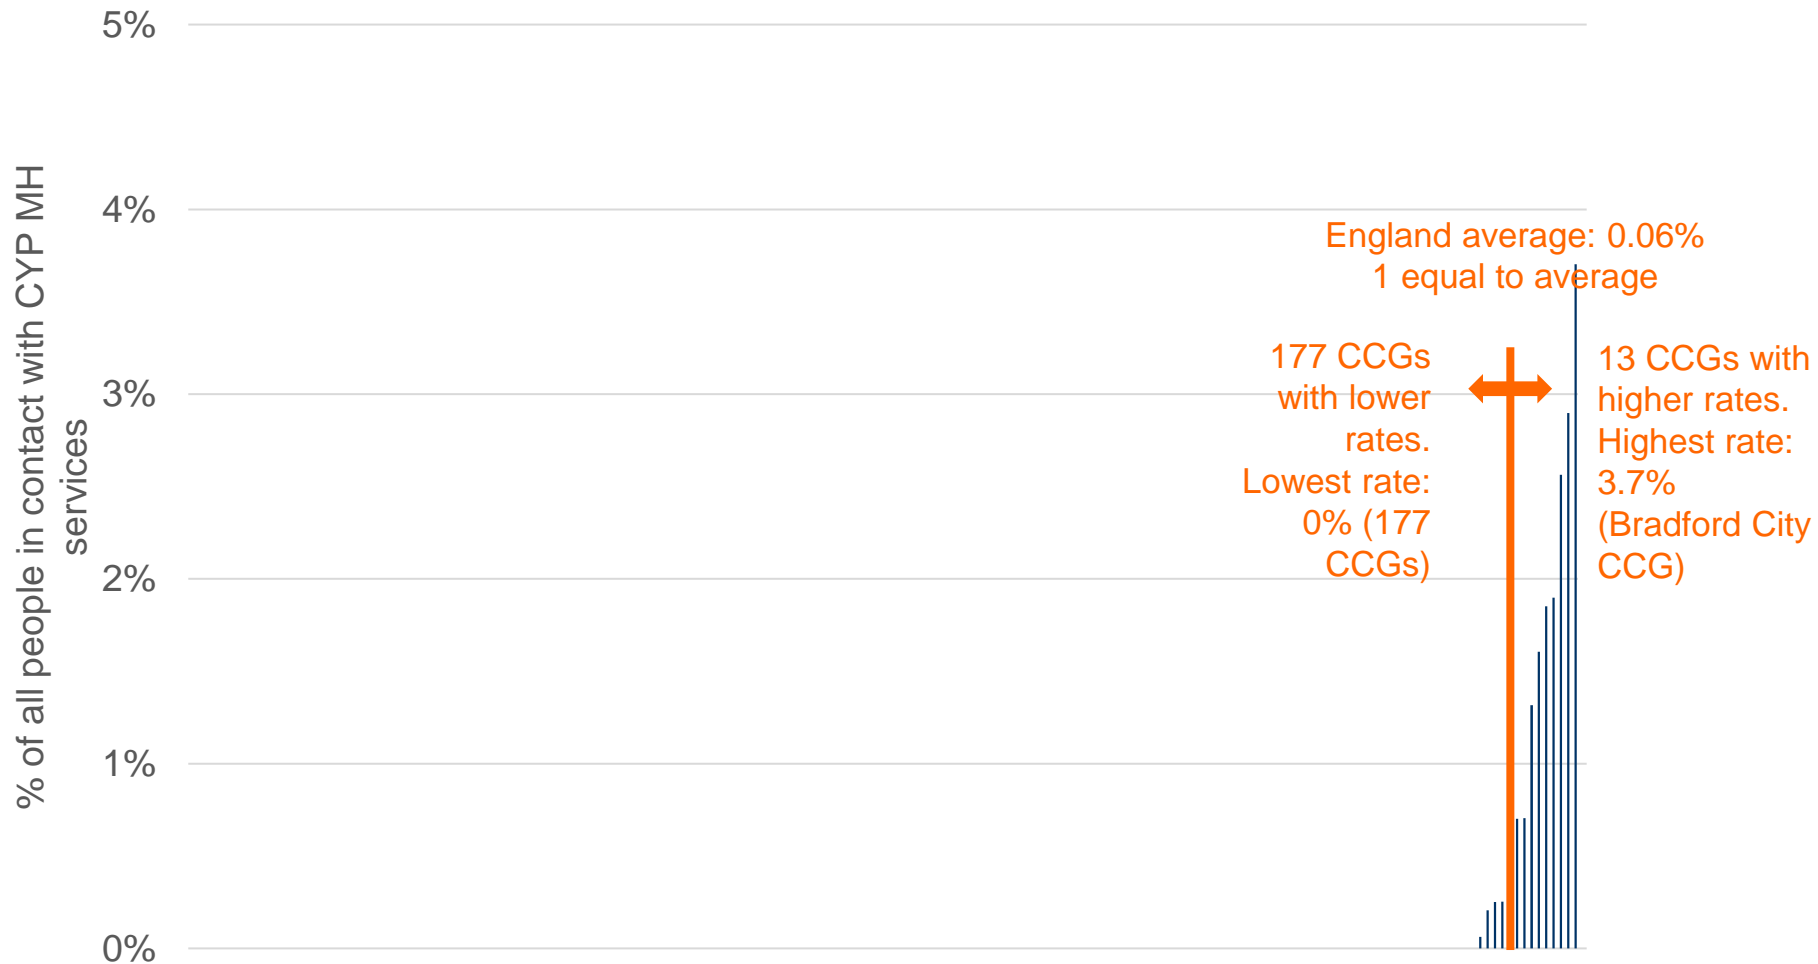 % of all people in contact with CYP MH
services
5%
4%
3%
2%
1%
0%
England average: 0.06%
1 equal to average
177 CCGs
with lower
rates.
Lowest rate:
0% (177
CCGs)
13 CCGs with
higher rates.
Highest rate:
3.7%
(Bradford City
CCG)